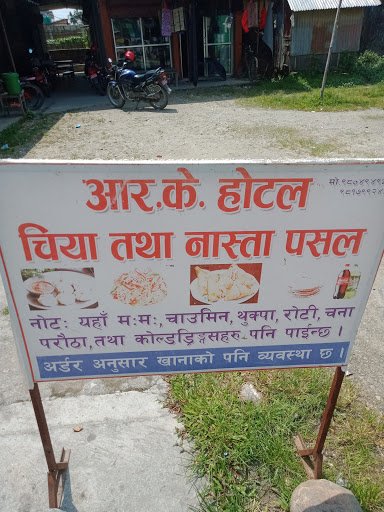 आर.के. होटल
चिया तथा नास्ता पसल
नोटः यहाँ मःमः, चाउमिन, थुक्पा, रोटी, चना
परौठा, तथा कोल्डड्रिङ्सहरु पनि पाईन्छ ।
अर्डर अनुसार खानाको पनि व्यवस्था छ ।